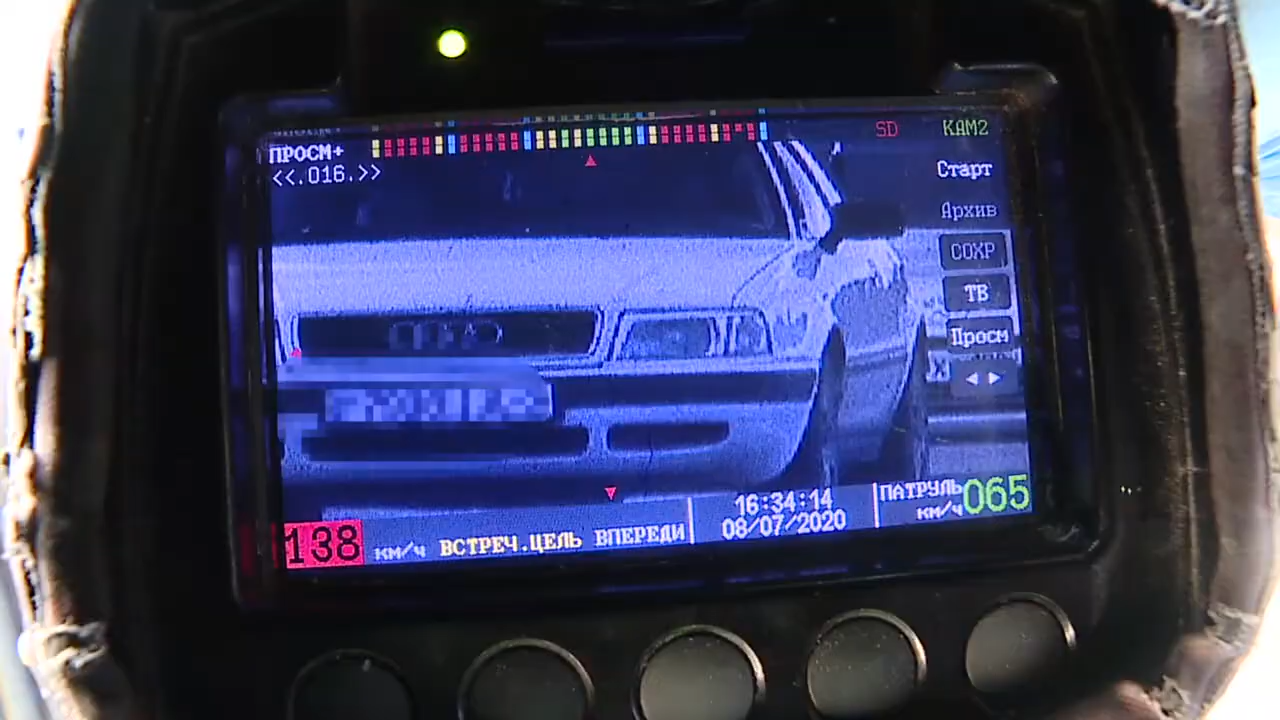 ПРОСМ+
<<.016.>>
SD
КАМ2
Старт
Архив
СОХР
ТВ
Просм
138 км/ч ВСТРЕЧ.ЦЕЛЬ ВПЕРЕДИ
16:34:14
08/07/2020
ПАТРУЛЬ
км/ч 065